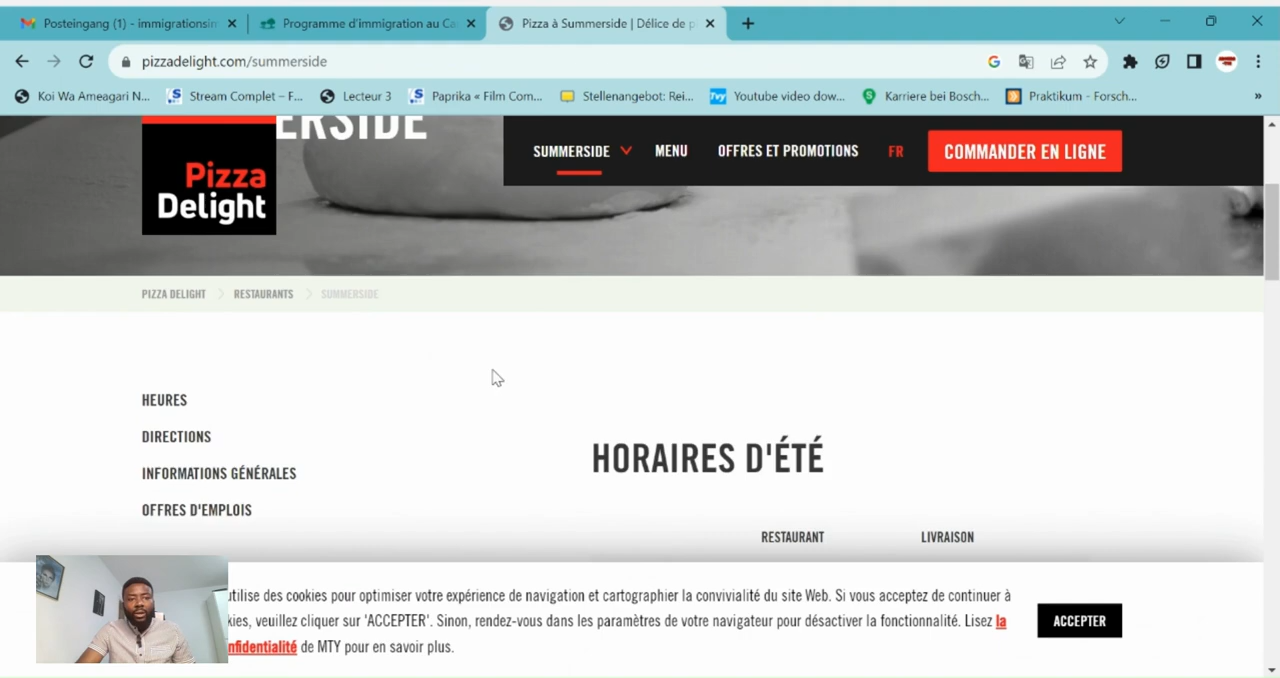 Posteingang (1) - immigrationsin
Programme d'immigration au Ca
Pizza à Summerside | Délice de p
pizzadelight.com/summerside
Koi Wa Ameagari N...
Stream Complet – F...
Lecteur 3
Paprika « Film Com...
Stellenangebot: Rei...
Youtube video dow...
Karriere bei Bosch...
Praktikum - Forsch...
»
ERSIDE
Pizza
Delight
SUMMERSIDE
MENU
OFFRES ET PROMOTIONS
FR
COMMANDER EN LIGNE
PIZZA DELIGHT
RESTAURANTS
SUMMERSIDE
HEURES
DIRECTIONS
INFORMATIONS GÉNÉRALES
OFFRES D'EMPLOIS
HORAIRES D'ÉTÉ
RESTAURANT
LIVRAISON
utilise des cookies pour optimiser votre expérience de navigation et cartographier la convivialité du site Web. Si vous acceptez de continuer à
kies, veuillez cliquer sur 'ACCEPTER'. Sinon, rendez-vous dans les paramètres de votre navigateur pour désactiver la fonctionnalité. Lisez la
nfidentialité de MTY pour en savoir plus.
ACCEPTER